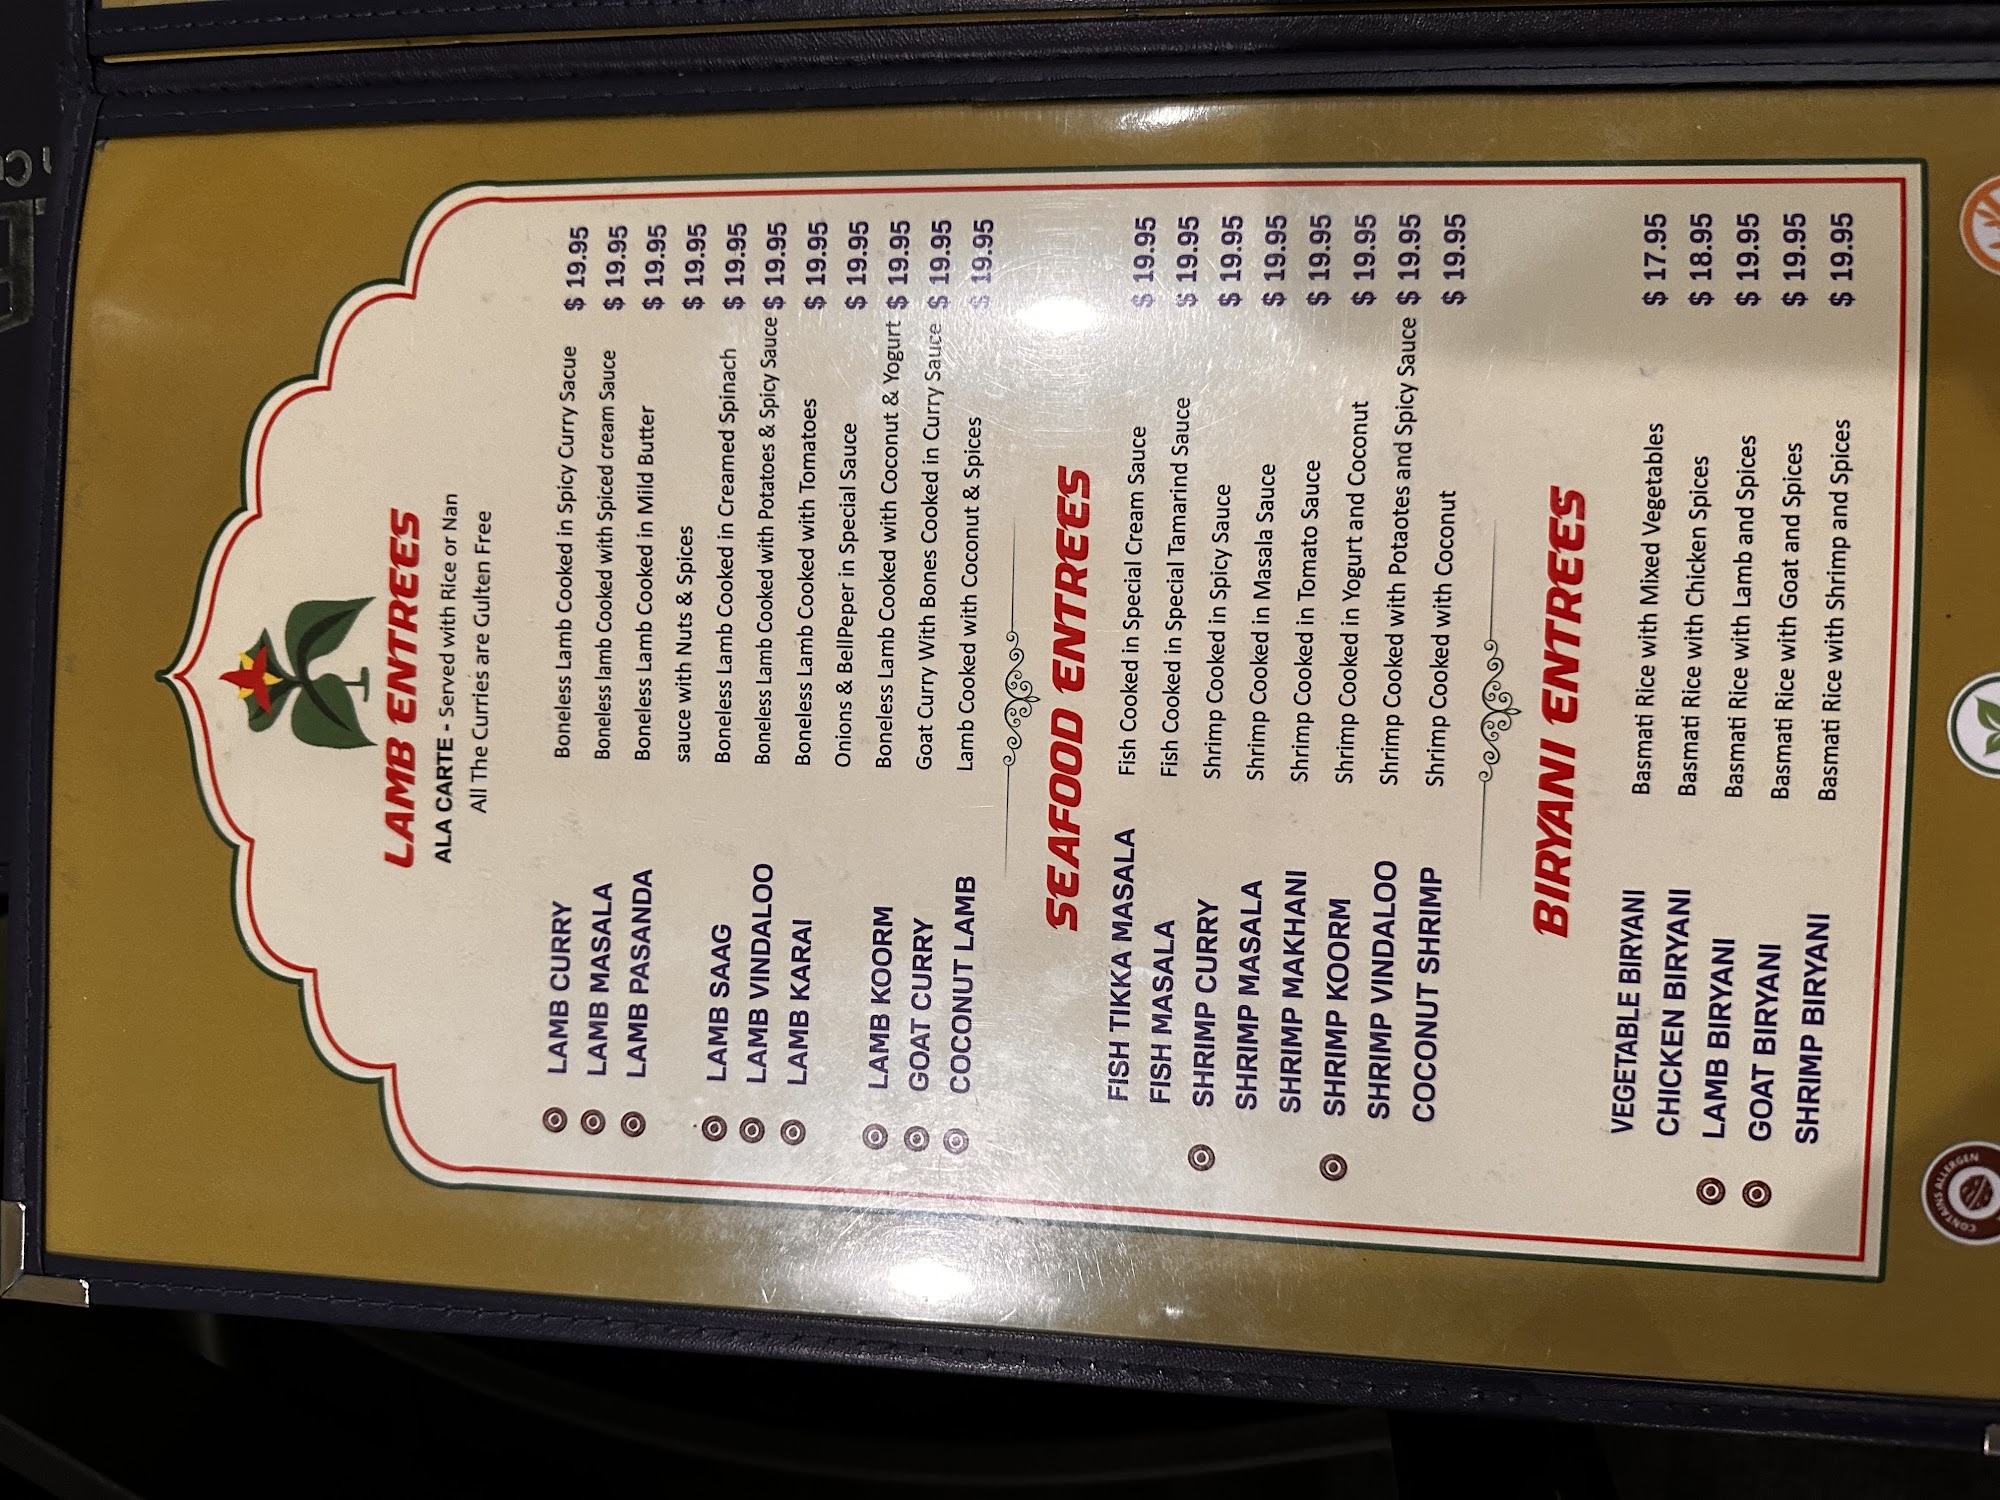 LAMB ENTREES
ALA CARTE - Served with Rice or Nan
All The Curries are Gulten Free
LAMB CURRY Boneless Lamb Cooked in Spicy Curry Sacue $ 19.95
LAMB MASALA Boneless lamb Cooked with Spiced cream Sauce $ 19.95
LAMB PASANDA Boneless Lamb Cooked in Mild Butter $ 19.95
sauce with Nuts & Spices $ 19.95
LAMB SAAG Boneless Lamb Cooked in Creamed Spinach $ 19.95
LAMB VINDALOO Boneless Lamb Cooked with Potatoes & Spicy Sauce $ 19.95
LAMB KARAI Boneless Lamb Cooked with Tomatoes $ 19.95
Onions & BellPeper in Special Sauce $ 19.95
LAMB KOORM Boneless Lamb Cooked with Coconut & Yogurt $ 19.95
GOAT CURRY Goat Curry With Bones Cooked in Curry Sauce $ 19.95
COCONUT LAMB Lamb Cooked with Coconut & Spices $ 19.95
SEAFOOD ENTREES
FISH TIKKA MASALA Fish Cooked in Special Cream Sauce $ 19.95
FISH MASALA Fish Cooked in Special Tamarind Sauce $ 19.95
SHRIMP CURRY Shrimp Cooked in Spicy Sauce $ 19.95
SHRIMP MASALA Shrimp Cooked in Masala Sauce $ 19.95
SHRIMP MAKHANI Shrimp Cooked in Tomato Sauce $ 19.95
SHRIMP KOORM Shrimp Cooked in Yogurt and Coconut $ 19.95
SHRIMP VINDALOO Shrimp Cooked with Potaotes and Spicy Sauce $ 19.95
COCONUT SHRIMP Shrimp Cooked with Coconut $ 19.95
BIRYANI ENTREES
VEGETABLE BIRYANI Basmati Rice with Mixed Vegetables $ 17.95
CHICKEN BIRYANI Basmati Rice with Chicken Spices $ 18.95
LAMB BIRYANI Basmati Rice with Lamb and Spices $ 19.95
GOAT BIRYANI Basmati Rice with Goat and Spices $ 19.95
SHRIMP BIRYANI Basmati Rice with Shrimp and Spices $ 19.95
CONTAINS ALLERGEN